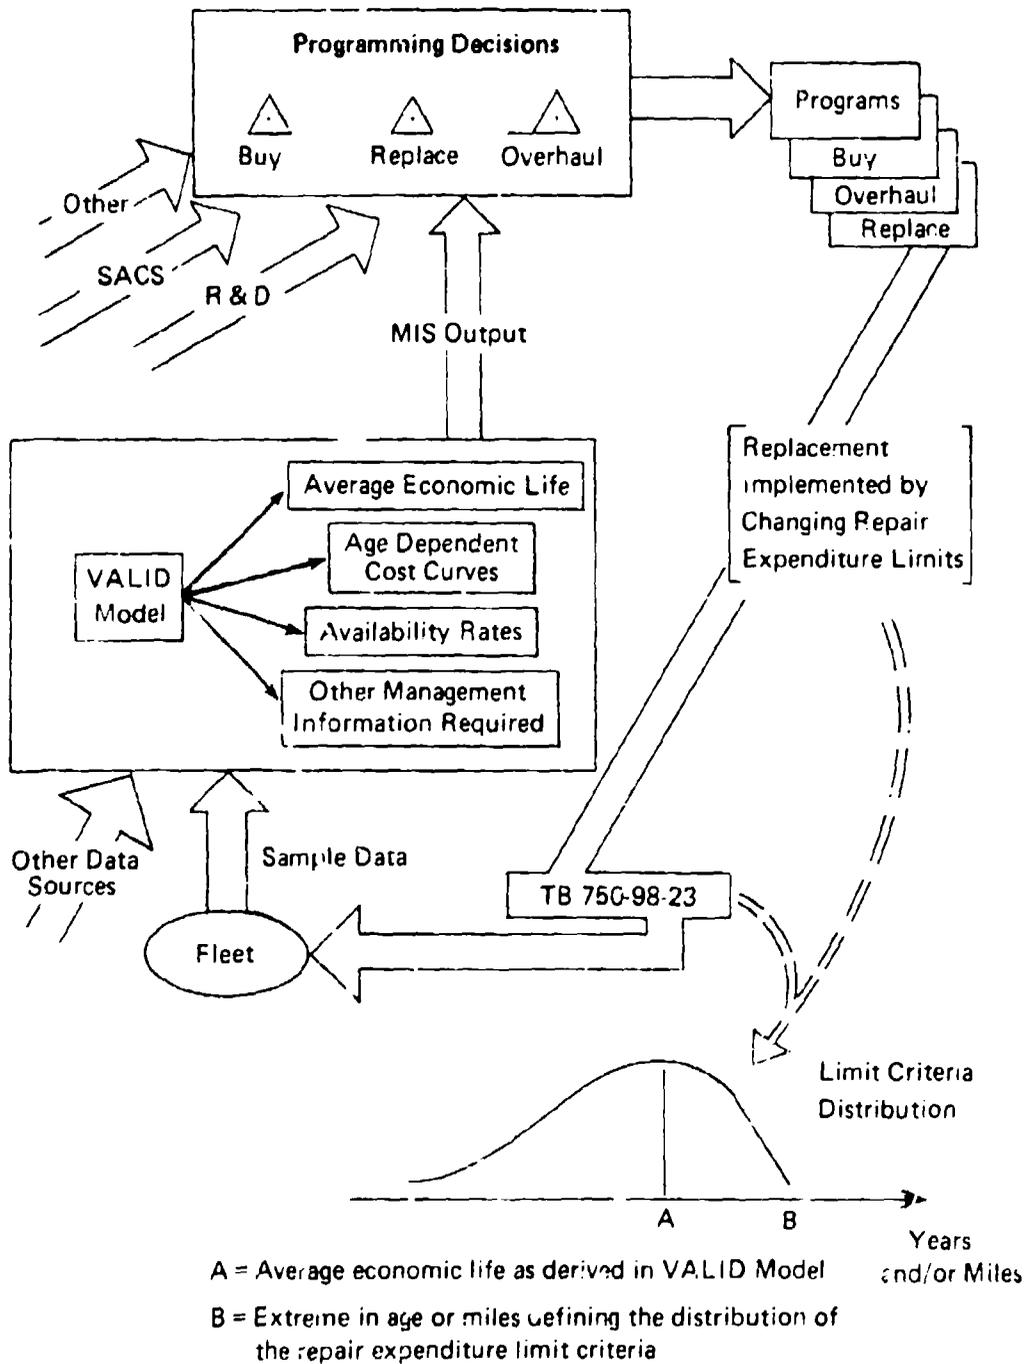 Programming Decisions
Buy
Replace
Overhaul
Programs
Buy
Overhaul
Replace
Other
SACS
R & D
MIS Output
Replacement
Implemented by
Changing Repair
Expenditure Limits
VALID
Model
Average Economic Life
Age Dependent
Cost Curves
Availability Rates
Other Management
Information Required
Other Data
Sources
Sample Data
Fleet
TB 750-98-23
Limit Criteria
Distribution
A
B
Years
and/or Miles
A = Average economic life as derived in VALID Model
B = Extreme in age or miles defining the distribution of
the repair expenditure limit criteria